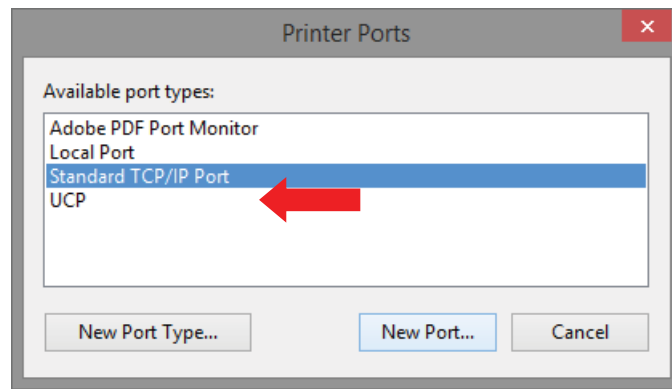 Printer Ports
Available port types:
Adobe PDF Port Monitor
Local Port
Standard TCP/IP Port
UCP
New Port Type...
New Port...
Cancel